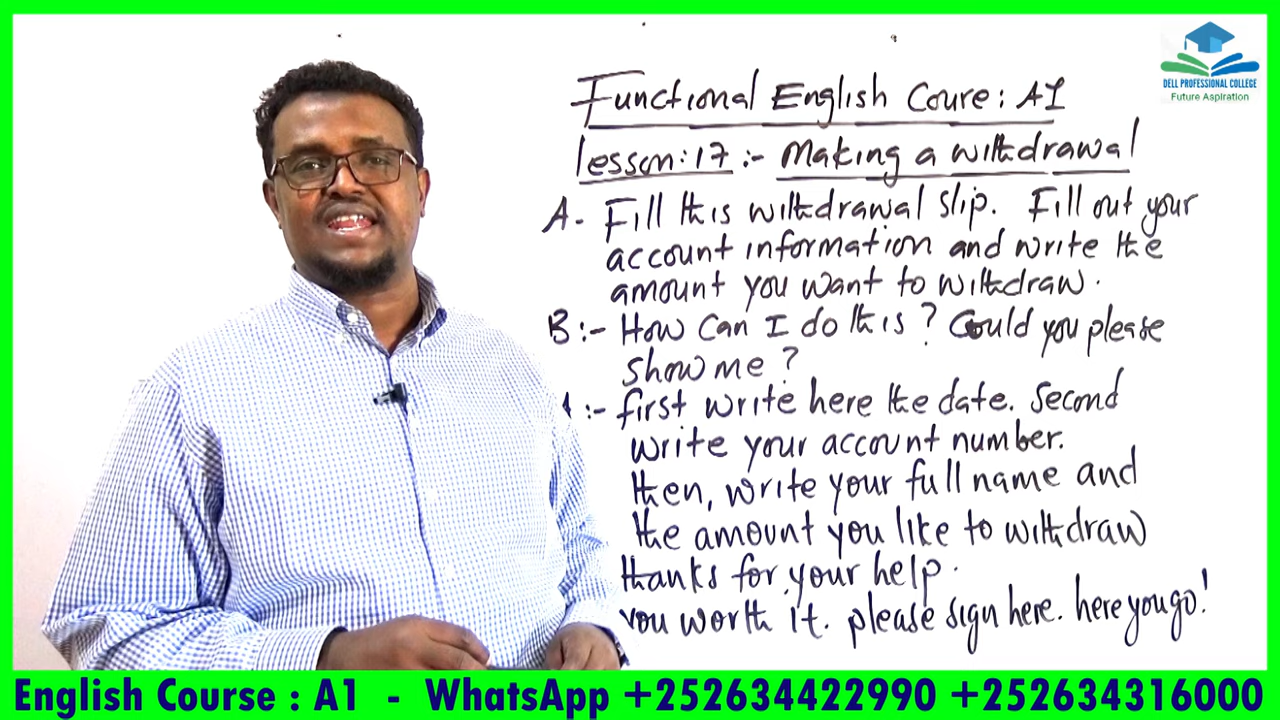 DELL PROFESSIONAL COLLEGE
Future Aspiration
Functional English Coure: A1
lesson: 17 :- Making a withdrawal
A- Fill this withdrawal slip. Fill out your
account information and write the
amount you want to withdraw.
B:- How can I do this? Could you please
show me?
:- first write here the date. Second
write your account number.
then, write your full name and
the amount you like to withdraw
thanks for your help.
you worth it. please sign here. here you go!
English Course : A1 - WhatsApp +252634422990 +252634316000